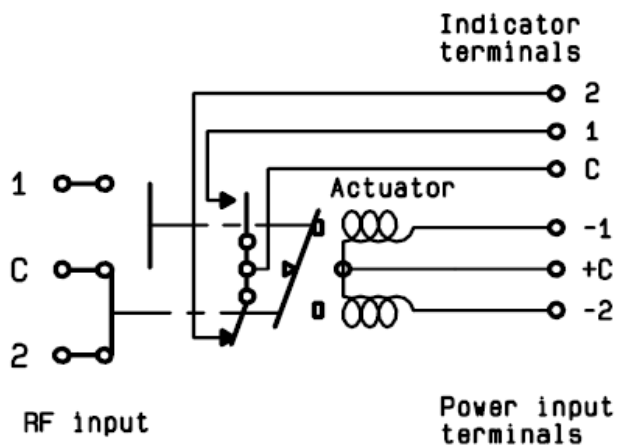 Indicator
terminals
2
1
C
Actuator
1
-1
C
+C
2
-2
RF input
Power input
terminals